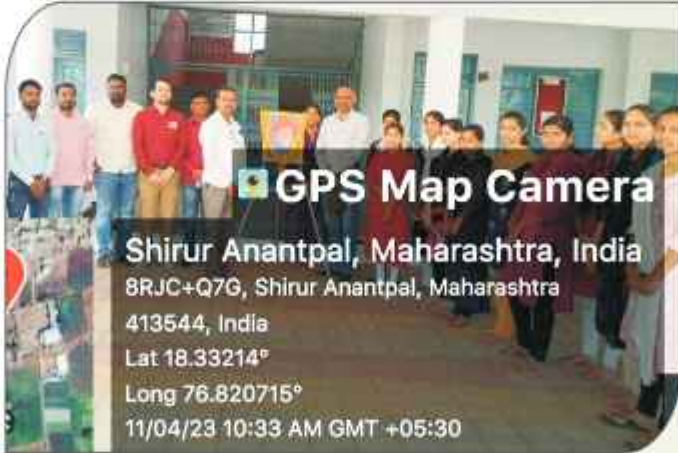 GPS Map Camera
Shirur Anantpal, Maharashtra, India
8RJC+Q7G, Shirur Anantpal, Maharashtra
413544, India
Lat 18.33214°
Long 76.820715°
11/04/23 10:33 AM GMT +05:30